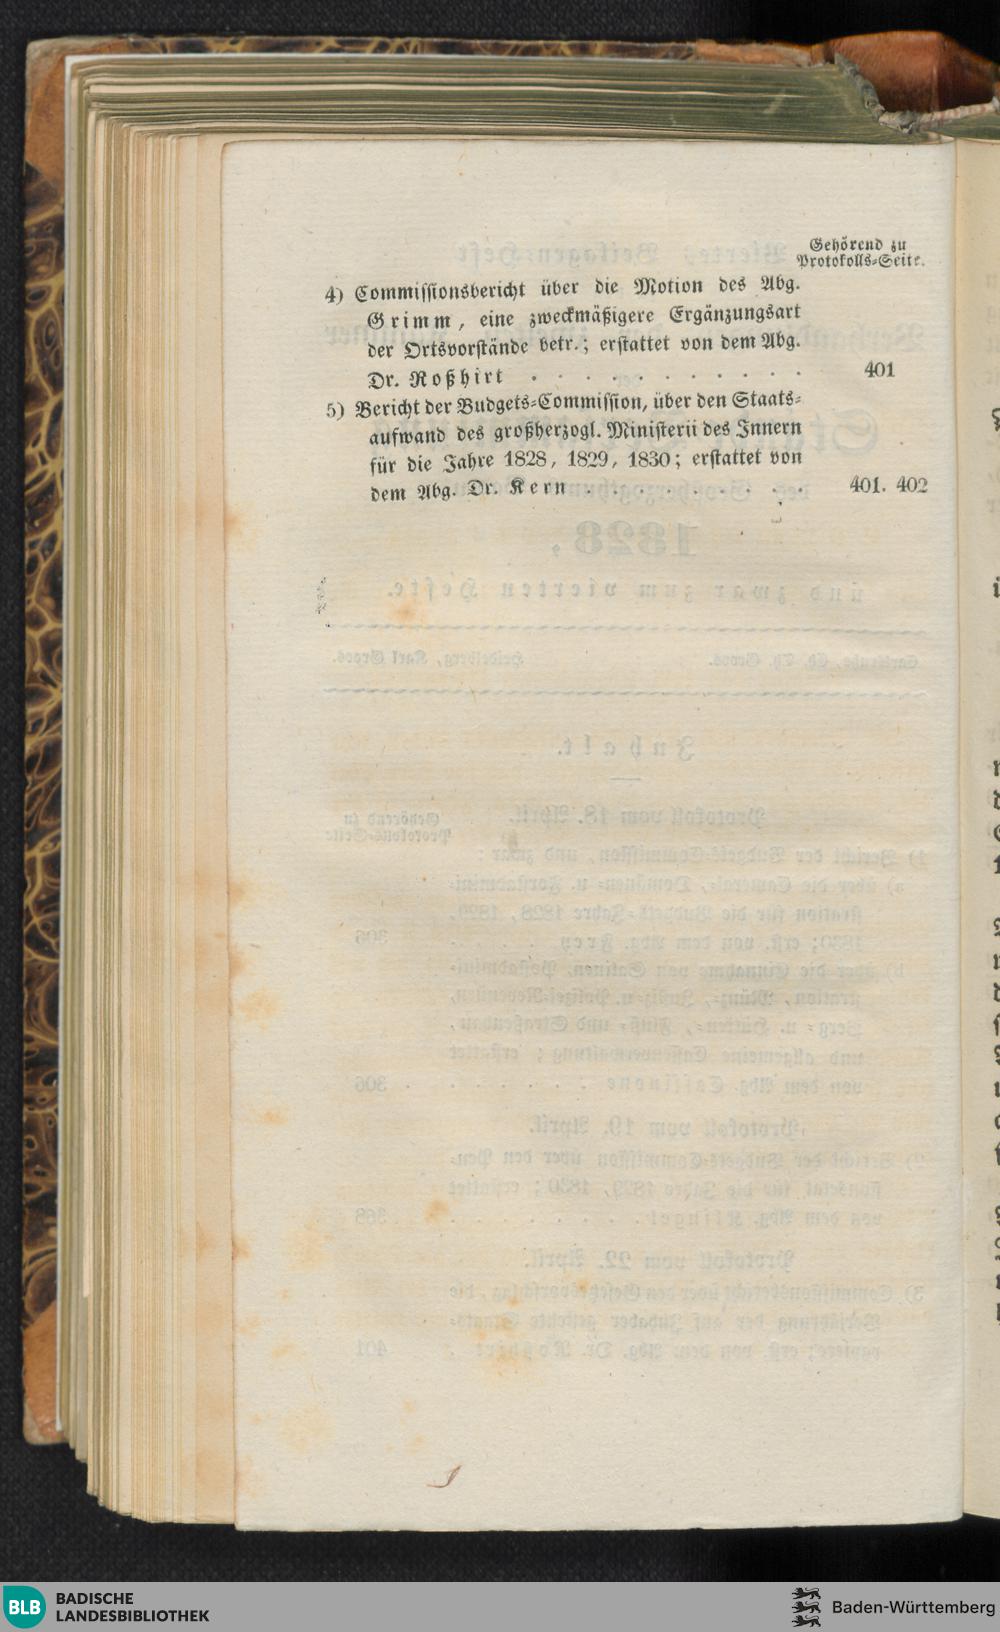 Gehörend zu
Protokolls-Seite.
4) Commissionsbericht über die Motion des Abg.
Grimm, eine zweckmäßigere Ergänzungsart
der Ortsvorstände betr.; erstattet von dem Abg.
Dr. Roßhirt . . . . . . . . . . . 401
5) Bericht der Budgets-Commission, über den Staats-
aufwand des großherzogl. Ministerii des Innern
für die Jahre 1828, 1829, 1830; erstattet von
dem Abg. Dr. Kern . . . . . . . . . 401. 402
BLB BADISCHE
LANDESBIBLIOTHEK
Baden-Württemberg